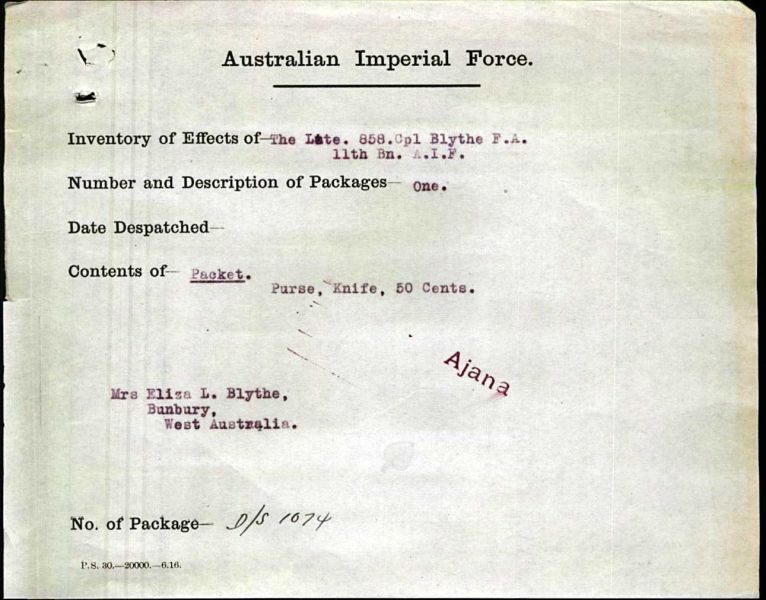 Australian Imperial Force.
Inventory of Effects of—The Late. 858.Cpl Blythe F.A.
11th Bn. A.I.F.
Number and Description of Packages— One.
Date Despatched—
Contents of— Packet.
Purse, Knife, 50 Cents.
Ajana
Mrs Eliza L. Blythe,
Bunbury,
West Australia.
No. of Package— D/S 1074
P.S. 30.—20000.—6.16.